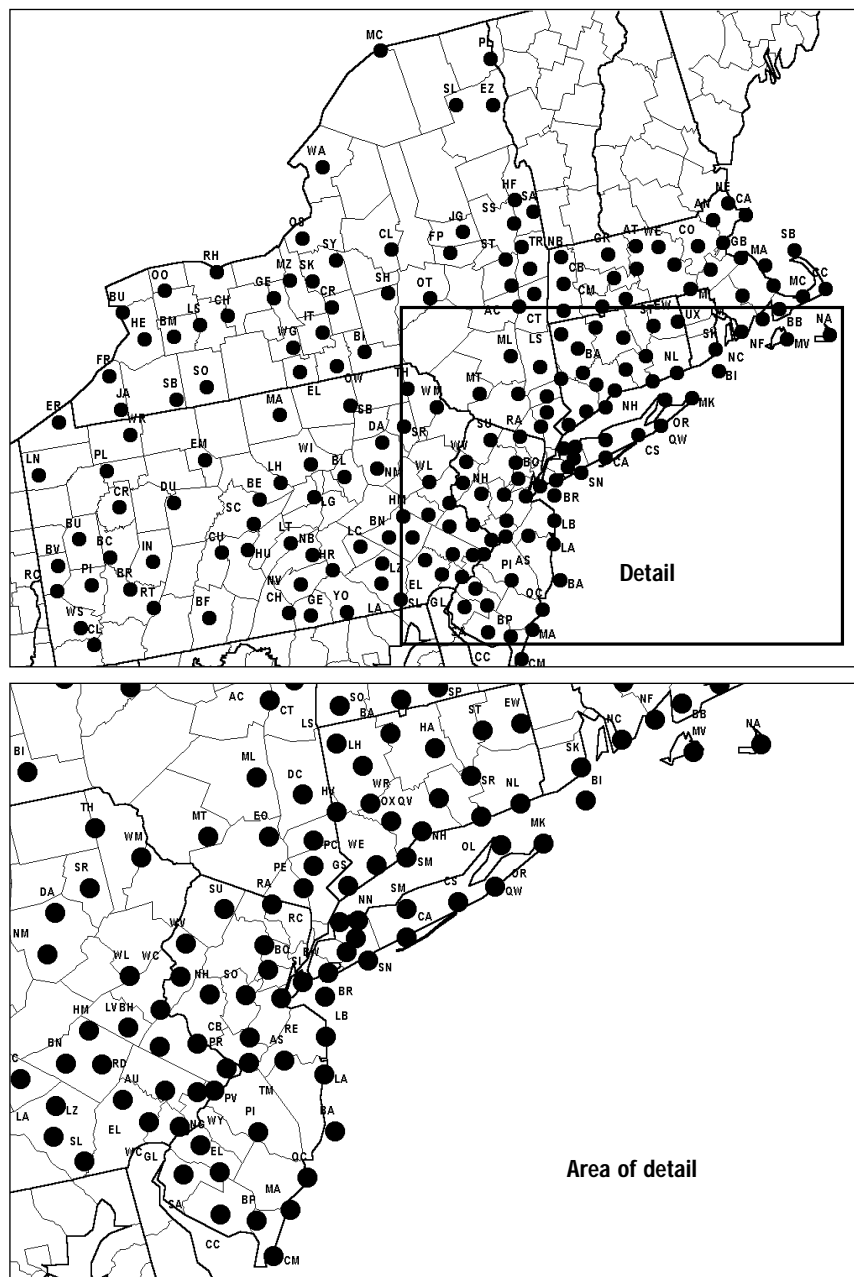 MC
PL
SL EZ
WA
HF SA
NE CA
OS
SS
JG
AN
CL
FP
ST TR NB GR AT WE CO GB MA SB
SY
RH
OO
MZ SK
CB
GE
SH
OT
CM
ML
MC CC
BU
LS CH
CR
AC CT
ST EW UX
HE BM
IT
BB NA
WG
BI
ML LS
BA
SK NC NF MV
FR
NL
BI
SO
TH
MT
JA
SB
EL OW
WM
NH
MK
ER
WR
MA
SB
SR
SU RA
OR
QW
DA
CS
EM
WI
WV BO
CA
LN
PL
LH BL NM
WL
NH
SN
CR DU
BE
LG
HM
BR
SC
BN
LB
BU
LT
LC
CU
NB
LA
BV BC IN
HU HR
AS
RC
PI
LZ
PI
BA
BR
NV
RT
EL
OC
BF
CH GE YO
LA SL GL
WS
BP
MA
CL
SA
CC CM
Detail
AC CT
SO
SP
BA
ST EW
NF
BB NA
LS
HA
NC
MV
BI
LH
SK
ML
DC
WR
SR NL
BI
HV
OX QV
TH
MT EO
MK
WM
PC
WE
NH
OL
PE
GS
SM
SR
OR
RA
SM
CS
QW
DA
SU
RC
NN
NM
WV
CA
WL WC
BO
SI BW
NH SO
SN
BR
HM LV BH
LB
CB
RE
BN
PR
AS
C
RD
AU
LA
TM
LZ
PV
LA
WY PI
BA
EL
NG
SL
WC
GL
EL
OC
SA
BP MA
CC
CM
Area of detail